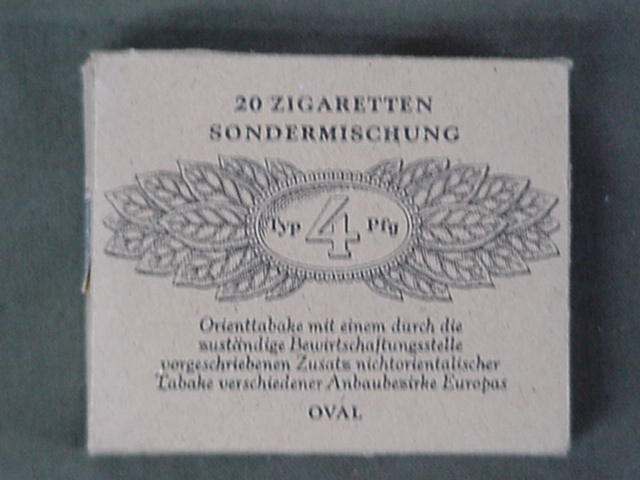 20 ZIGARETTEN
SONDERMISCHUNG
Typ 4 Pfg
Orienttabake mit einem durch die
zuständige Bewirtschaftungsstelle
vorgeschriebenen Zusatz nichtorientalischer
Tabake verschiedener Anbaubezirke Europas
OVAL